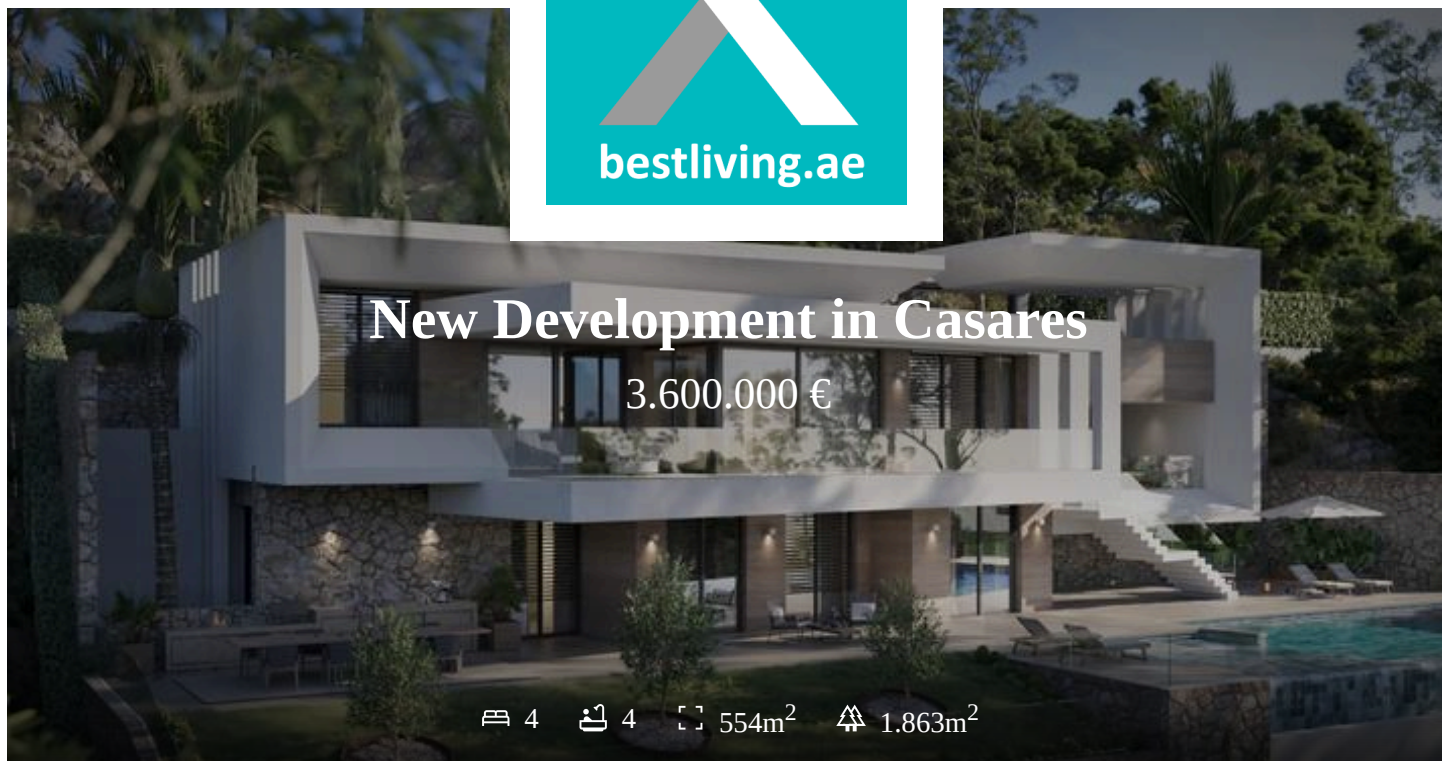 bestliving.ae
New Development in Casares
3.600.000 €
4 4 554m² 1.863m²